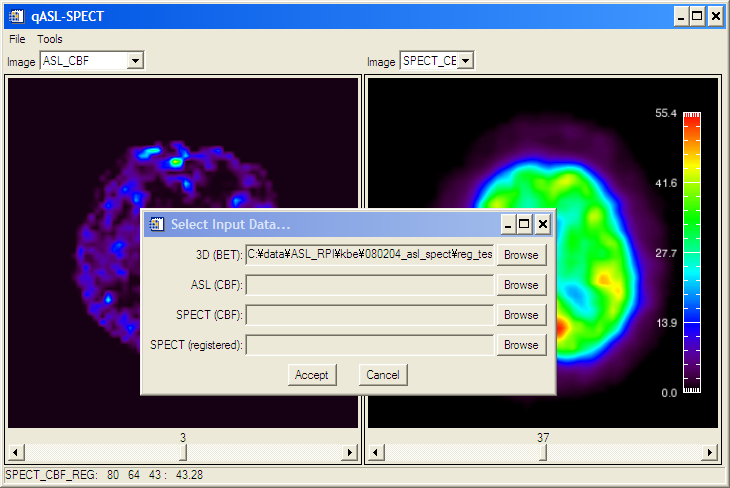 qASL-SPECT
File Tools
Image ASL_CBF Image SPECT_CE
55.4
41.6
27.7
13.9
0.0
Select Input Data...
3D (BET): C:¥data¥ASL_RPI¥kbe¥080204_asl_spect¥reg_tes Browse
ASL (CBF): Browse
SPECT (CBF): Browse
SPECT (registered): Browse
Accept Cancel
3 37
SPECT_CBF_REG: 80 64 43 : 43.28